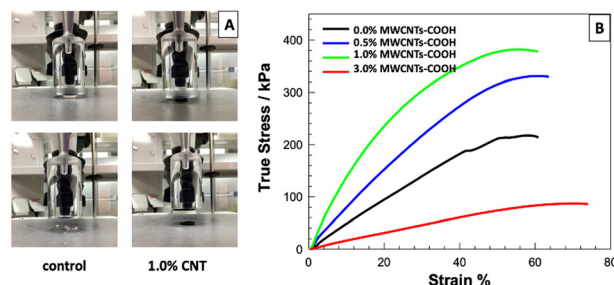 A
control
1.0% CNT
B
0.0% MWCNTs-COOH
0.5% MWCNTs-COOH
1.0% MWCNTs-COOH
3.0% MWCNTs-COOH
True Stress / kPa
400
300
200
100
0
0 20 40 60 80
Strain %